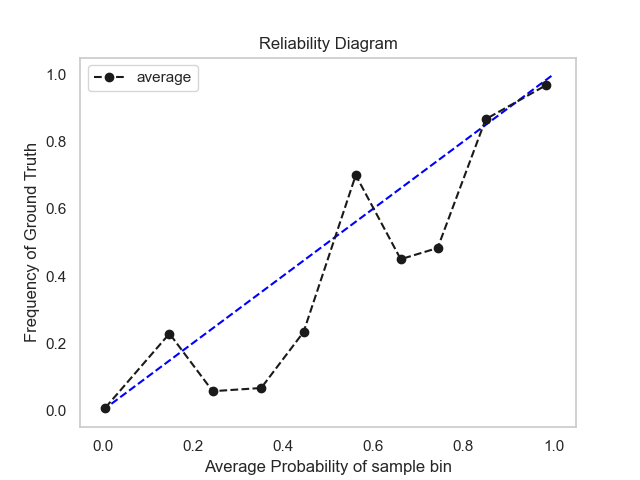 Reliability Diagram
average
Frequency of Ground Truth
1.0
0.8
0.6
0.4
0.2
0.0
0.0 0.2 0.4 0.6 0.8 1.0
Average Probability of sample bin